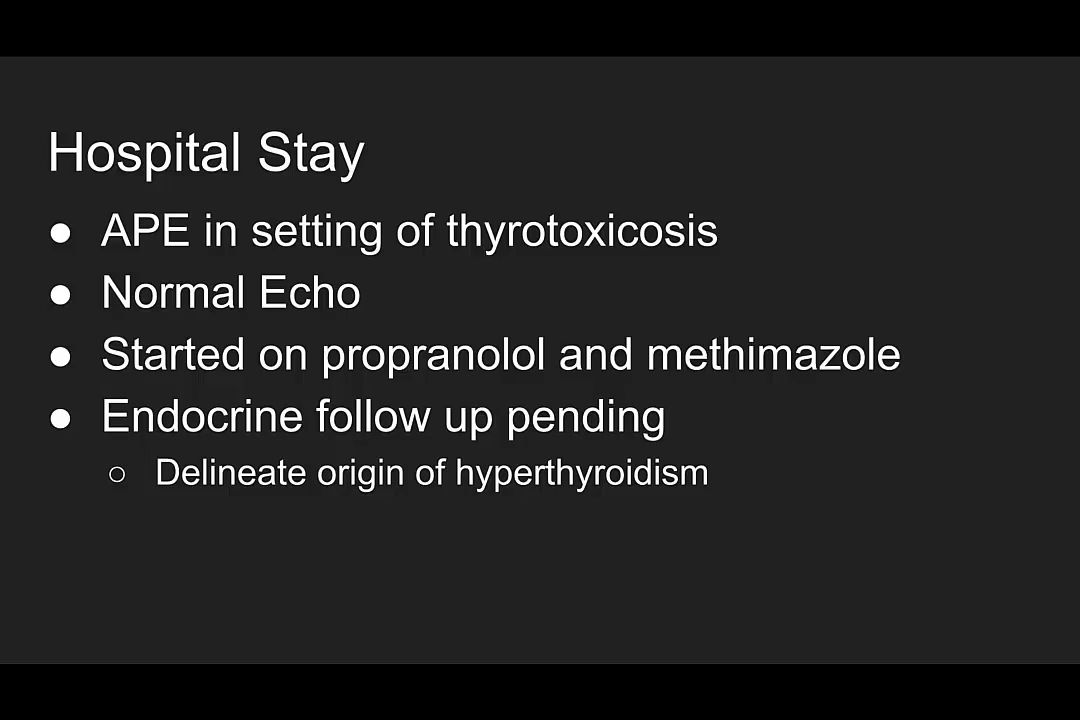 Hospital Stay
● APE in setting of thyrotoxicosis
● Normal Echo
● Started on propranolol and methimazole
● Endocrine follow up pending
○ Delineate origin of hyperthyroidism